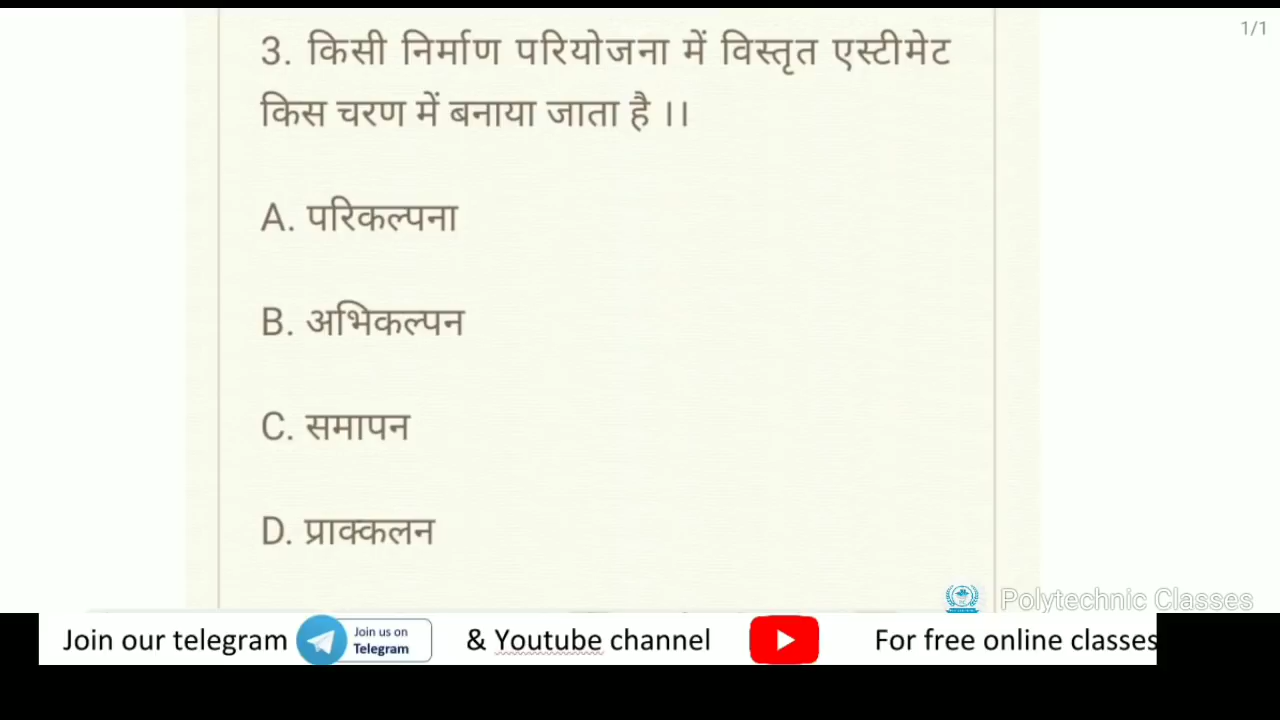 1/1
3. किसी निर्माण परियोजना में विस्तृत एस्टीमेट
किस चरण में बनाया जाता है ।।
A. परिकल्पना
B. अभिकल्पन
C. समापन
D. प्राक्कलन
Polytechnic Classes
Join our telegram Join us on Telegram & Youtube channel For free online classes